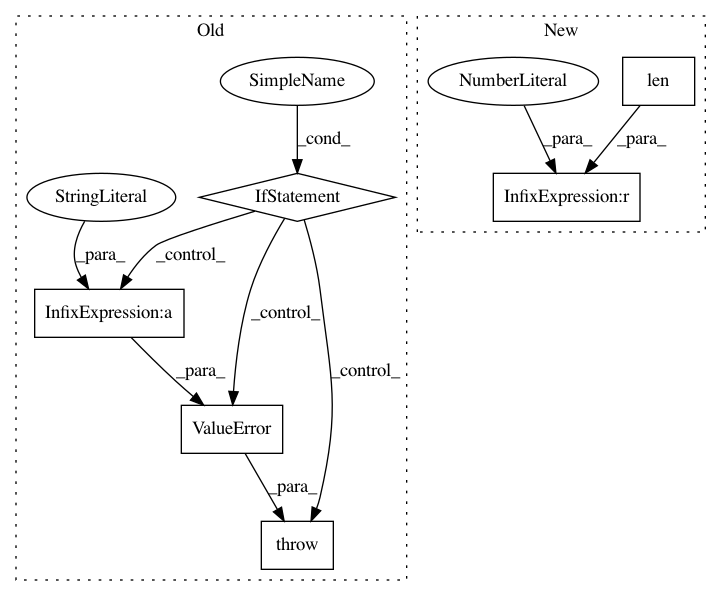 Old
New
SimpleName
NumberLiteral
len
_cond_
_para_
_para_
StringLiteral
IfStatement
InfixExpression:r
_para_
_control_
InfixExpression:a
_control_
_para_
_control_
ValueError
_para_
throw